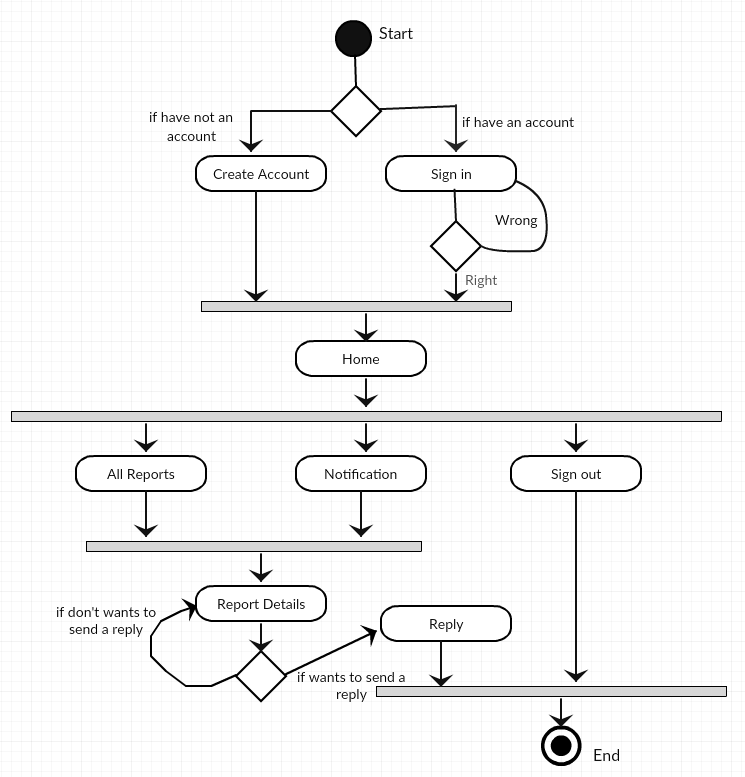 Start
if have not an
account
if have an account
Create Account
Sign in
Wrong
Right
Home
All Reports
Notification
Sign out
Report Details
if don't wants to
send a reply
Reply
if wants to send a
reply
End